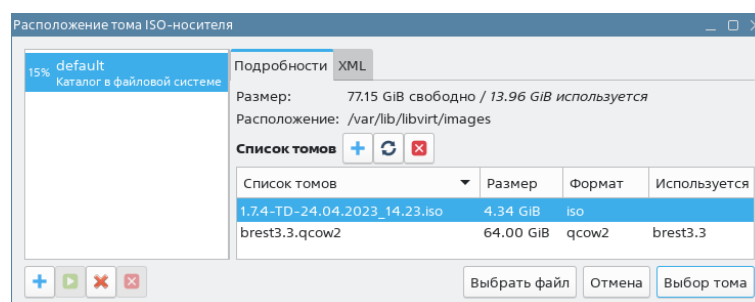 Расположение тома ISO-носителя
15% default
Каталог в файловой системе
Подробности XML
Размер: 77.15 GiB свободно / 13.96 GiB используется
Расположение: /var/lib/libvirt/images
Список томов
Список томов Размер Формат Используется
1.7.4-TD-24.04.2023_14.23.iso 4.34 GiB iso
brest3.3.qcow2 64.00 GiB qcow2 brest3.3
Выбрать файл Отмена Выбор тома